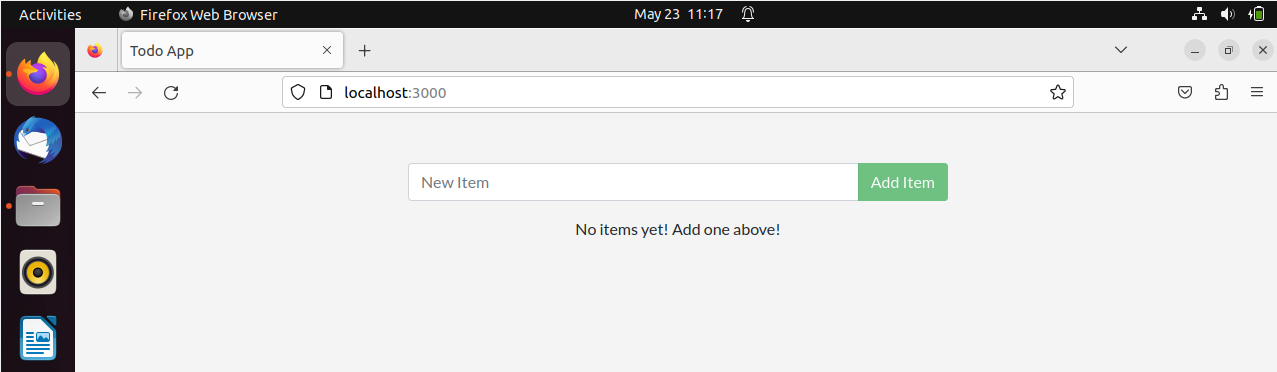 Activities Firefox Web Browser May 23 11:17
Todo App
localhost:3000
New Item Add Item
No items yet! Add one above!